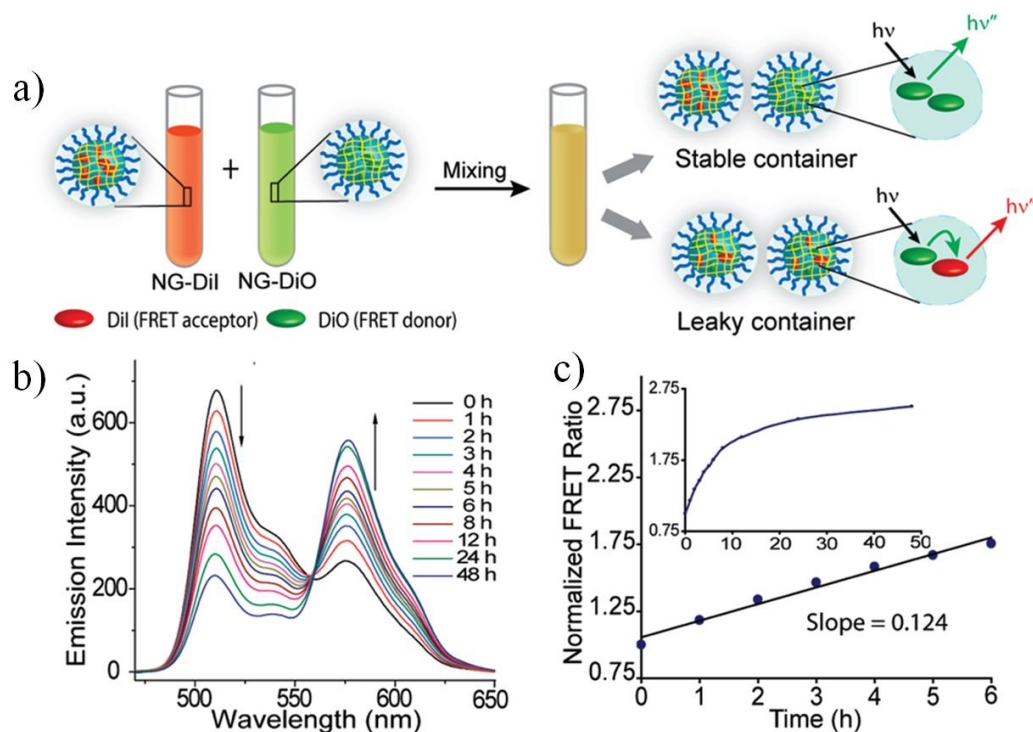 a)
hν
hν"
+
Mixing
Stable container
NG-DiI
NG-DiO
hν
hν'
DiI (FRET acceptor)
DiO (FRET donor)
Leaky container
b)
Emission Intensity (a.u.)
600
400
200
0
500
550
600
650
Wavelength (nm)
0 h
1 h
2 h
3 h
4 h
5 h
6 h
8 h
12 h
24 h
48 h
c)
Normalized FRET Ratio
2.75
2.25
1.75
1.25
0.75
2.75
1.75
0.75
0
10
20
30
40
50
Slope = 0.124
0
1
2
3
4
5
6
Time (h)